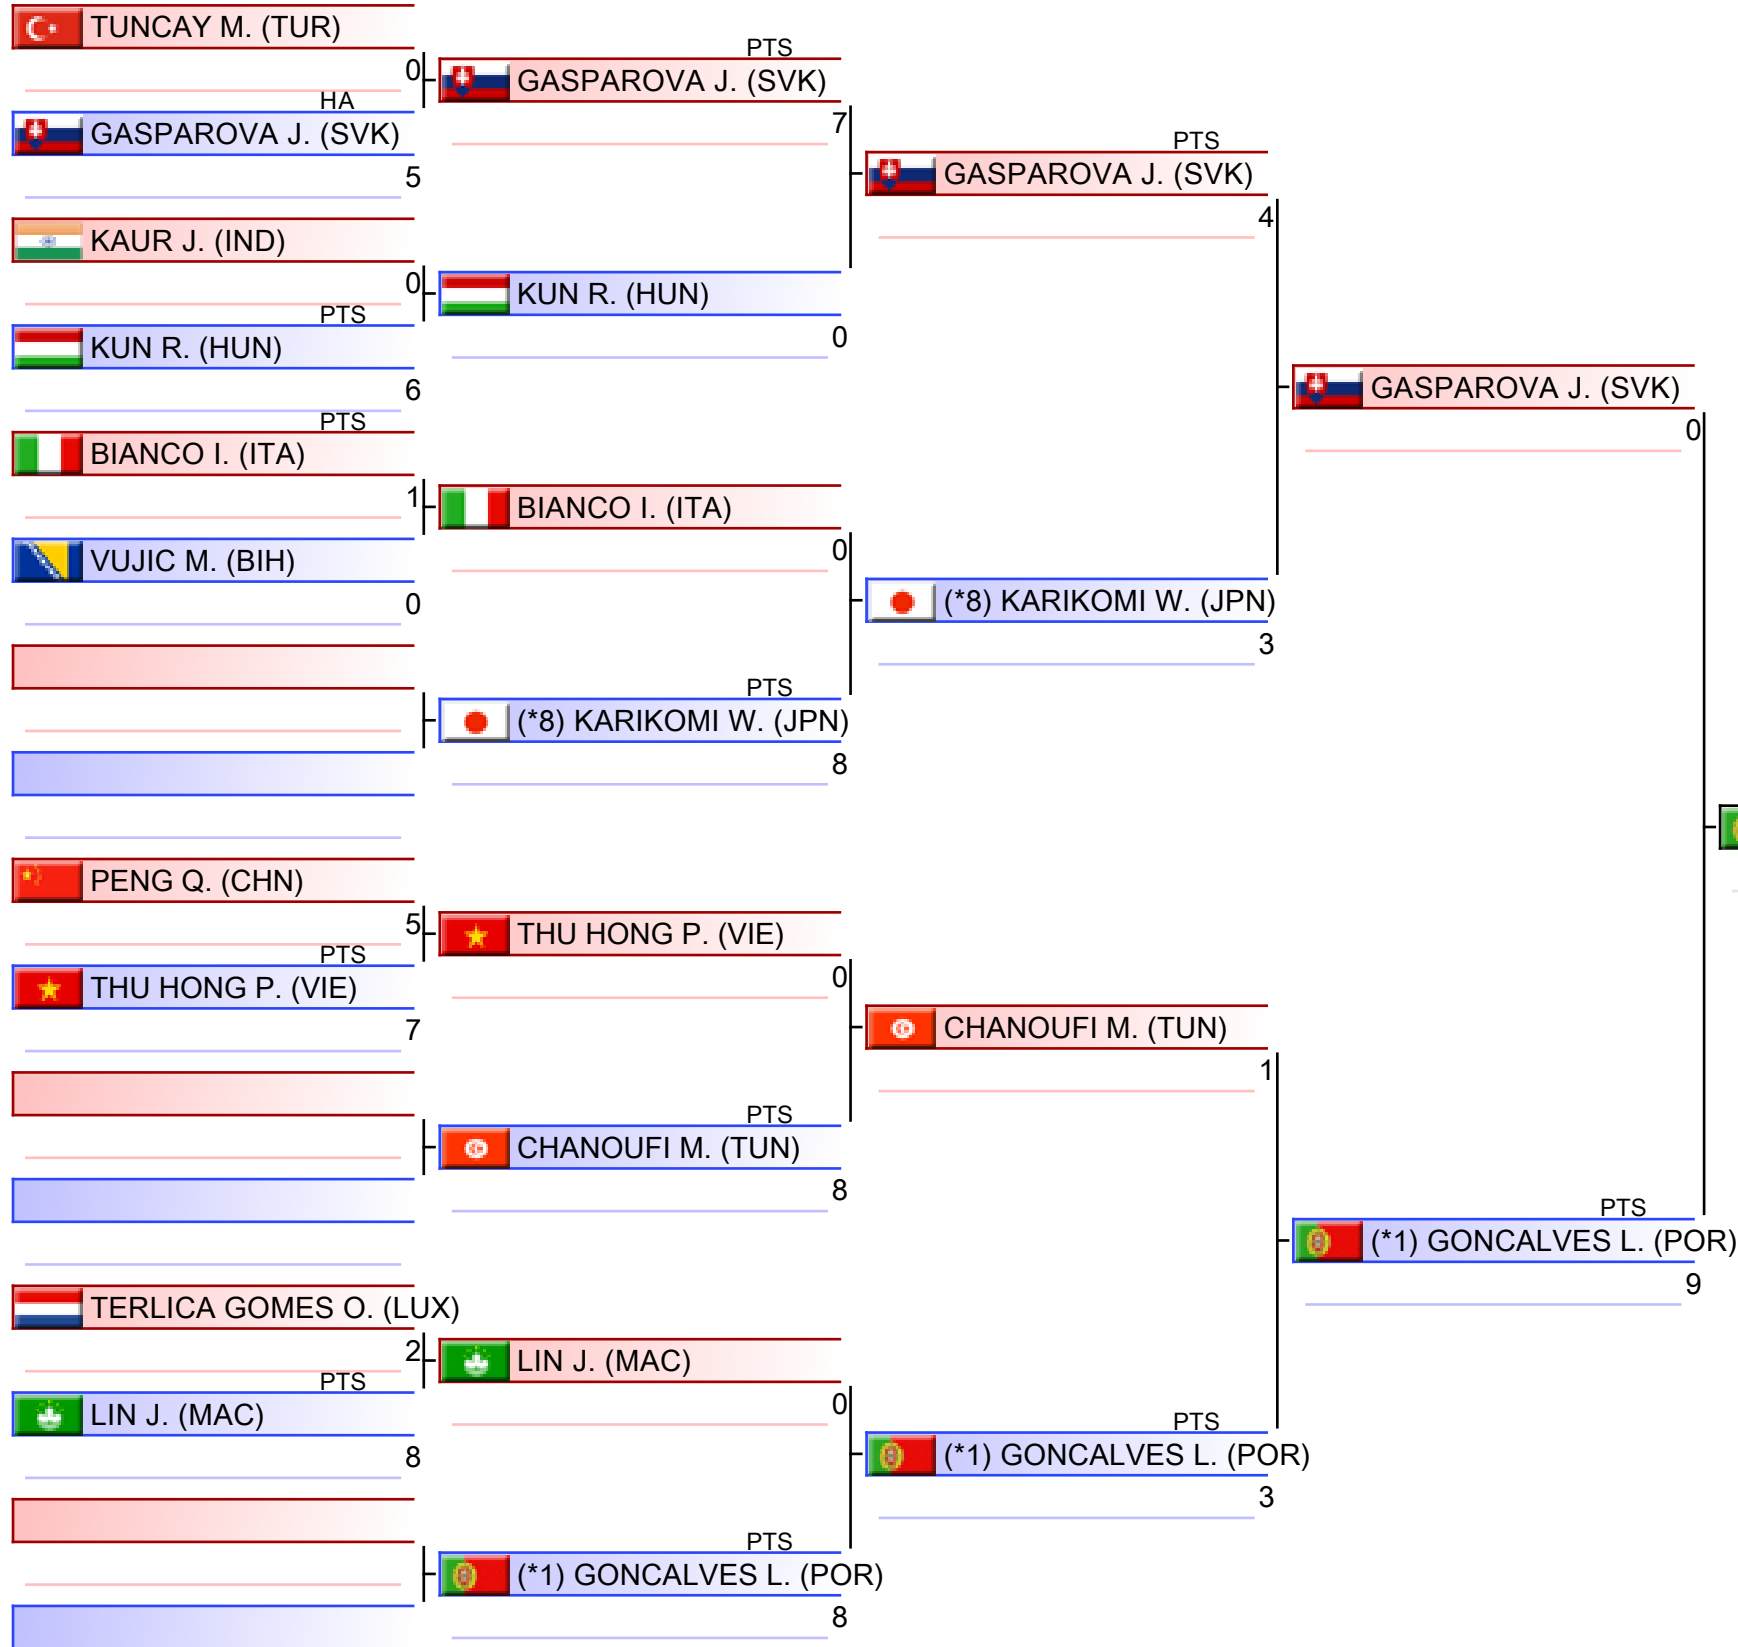 TUNCAY M. (TUR)
0
HA
GASPAROVA J. (SVK)
5
KAUR J. (IND)
0
PTS
KUN R. (HUN)
6
PTS
BIANCO I. (ITA)
1
VUJIC M. (BIH)
0
PENG Q. (CHN)
5
PTS
THU HONG P. (VIE)
7
TERLICA GOMES O. (LUX)
2
PTS
LIN J. (MAC)
8
PTS
GASPAROVA J. (SVK)
7
KUN R. (HUN)
0
BIANCO I. (ITA)
0
PTS
(*8) KARIKOMI W. (JPN)
8
THU HONG P. (VIE)
0
PTS
CHANOUFI M. (TUN)
8
LIN J. (MAC)
0
PTS
(*1) GONCALVES L. (POR)
8
PTS
GASPAROVA J. (SVK)
4
(*8) KARIKOMI W. (JPN)
3
CHANOUFI M. (TUN)
1
PTS
(*1) GONCALVES L. (POR)
3
GASPAROVA J. (SVK)
0
PTS
(*1) GONCALVES L. (POR)
9